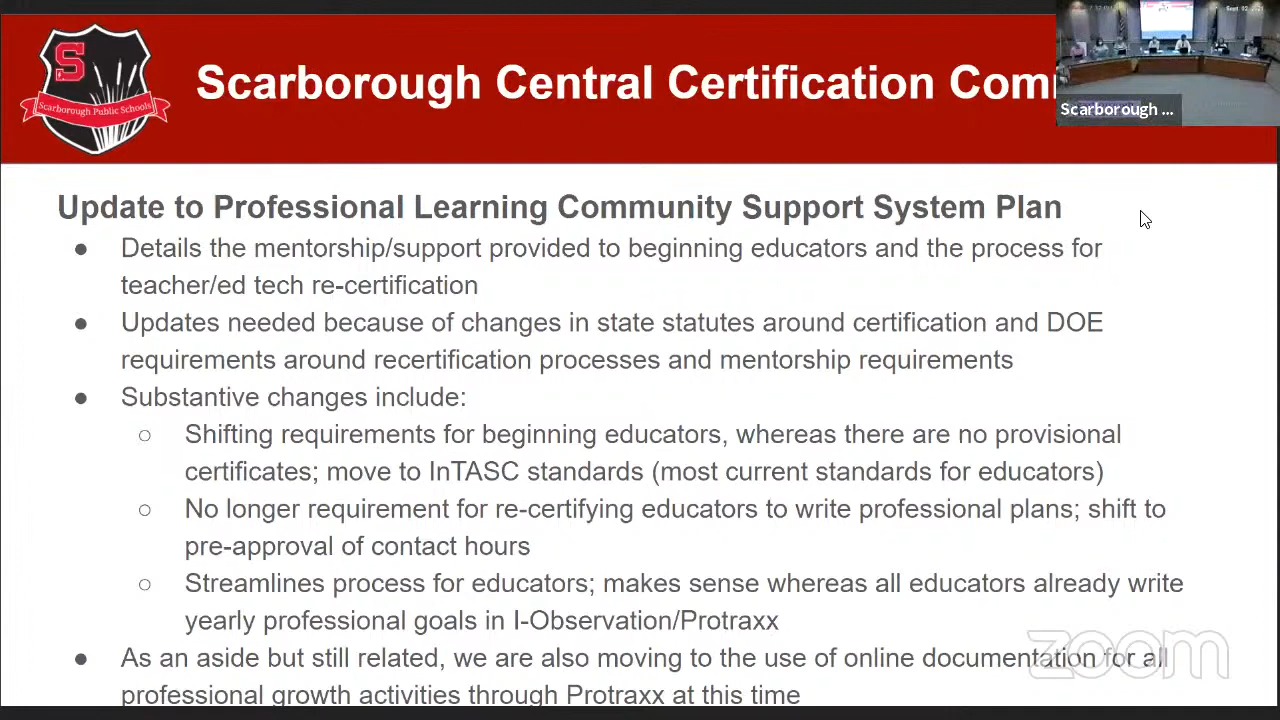 Scarborough Central Certification Com
S
Scarborough Public Schools
Sept. 02, 2021
Scarborough ...
Update to Professional Learning Community Support System Plan
● Details the mentorship/support provided to beginning educators and the process for
teacher/ed tech re-certification
● Updates needed because of changes in state statutes around certification and DOE
requirements around recertification processes and mentorship requirements
● Substantive changes include:
○ Shifting requirements for beginning educators, whereas there are no provisional
certificates; move to InTASC standards (most current standards for educators)
○ No longer requirement for re-certifying educators to write professional plans; shift to
pre-approval of contact hours
○ Streamlines process for educators; makes sense whereas all educators already write
yearly professional goals in I-Observation/Protraxx
● As an aside but still related, we are also moving to the use of online documentation for all
professional growth activities through Protraxx at this time
zoom